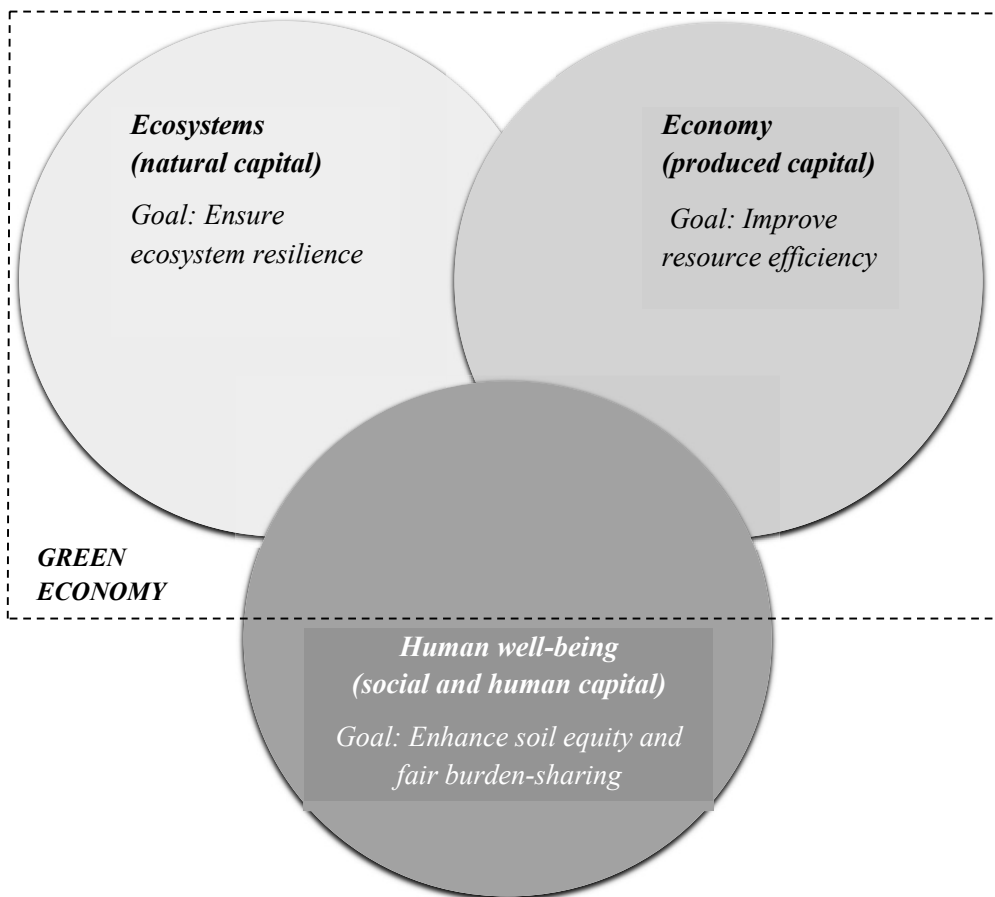 Ecosystems
(natural capital)
Goal: Ensure
ecosystem resilience
Economy
(produced capital)
Goal: Improve
resource efficiency
GREEN
ECONOMY
Human well-being
(social and human capital)
Goal: Enhance soil equity and
fair burden-sharing